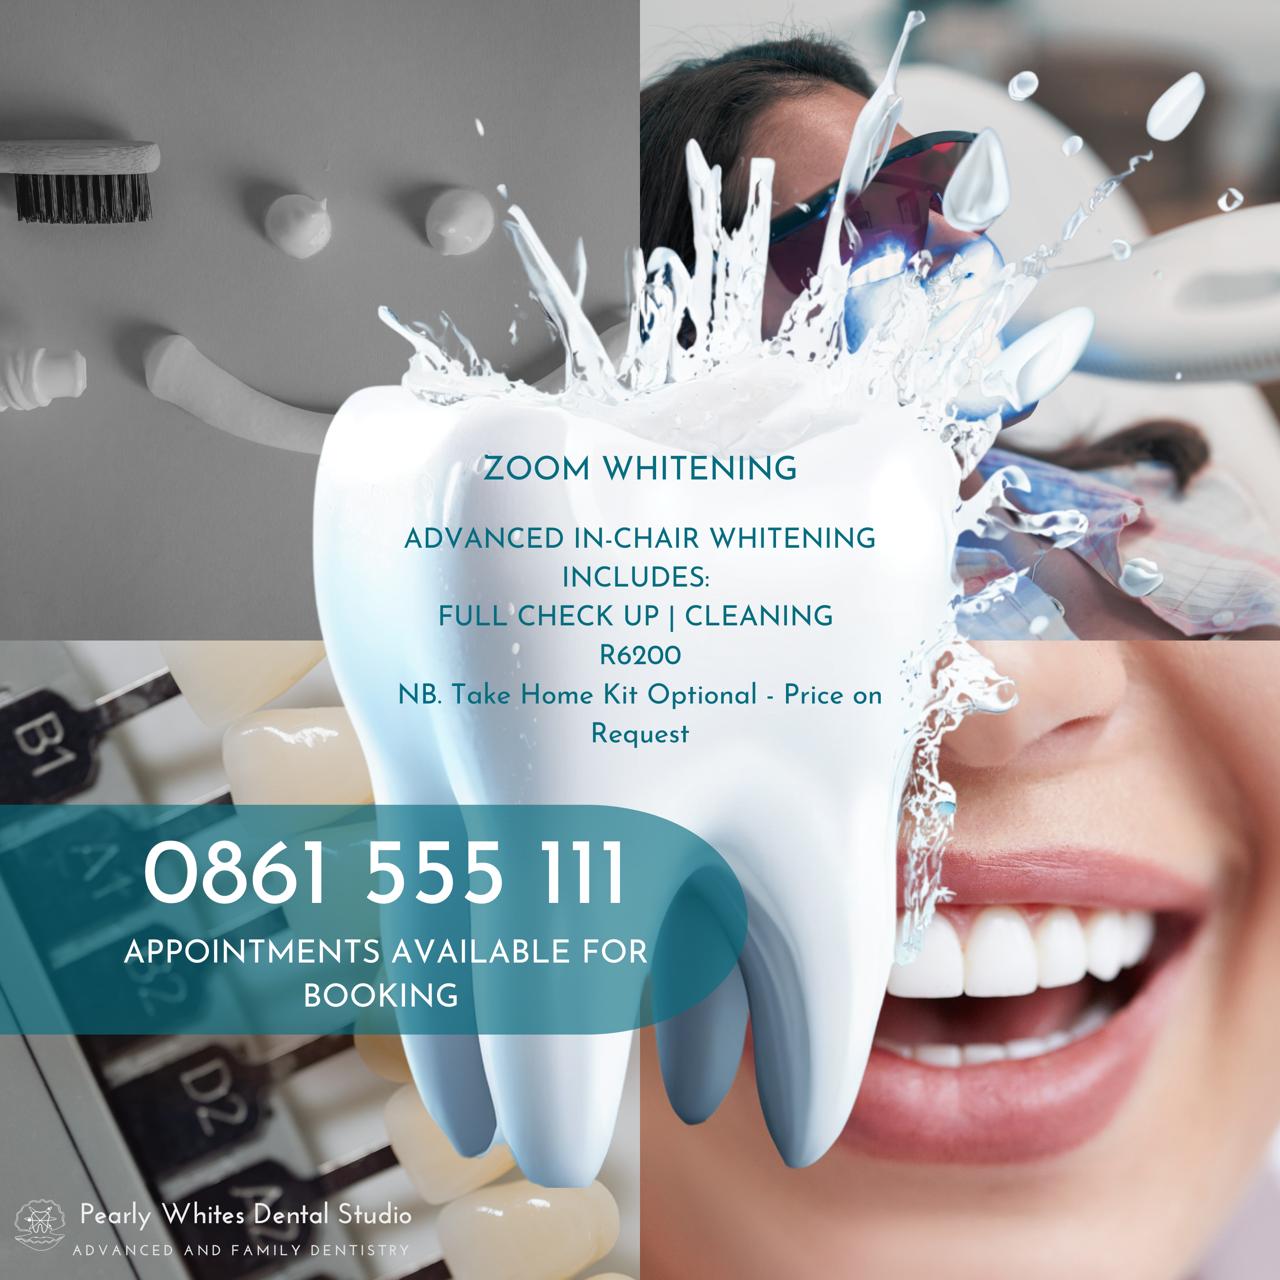 ZOOM WHITENING
ADVANCED IN-CHAIR WHITENING
INCLUDES:
FULL CHECK UP | CLEANING
R6200
NB. Take Home Kit Optional - Price on
Request
B1
A1
B2
D2
A2
0861 555 111
APPOINTMENTS AVAILABLE FOR
BOOKING
Pearly Whites Dental Studio
ADVANCED AND FAMILY DENTISTRY